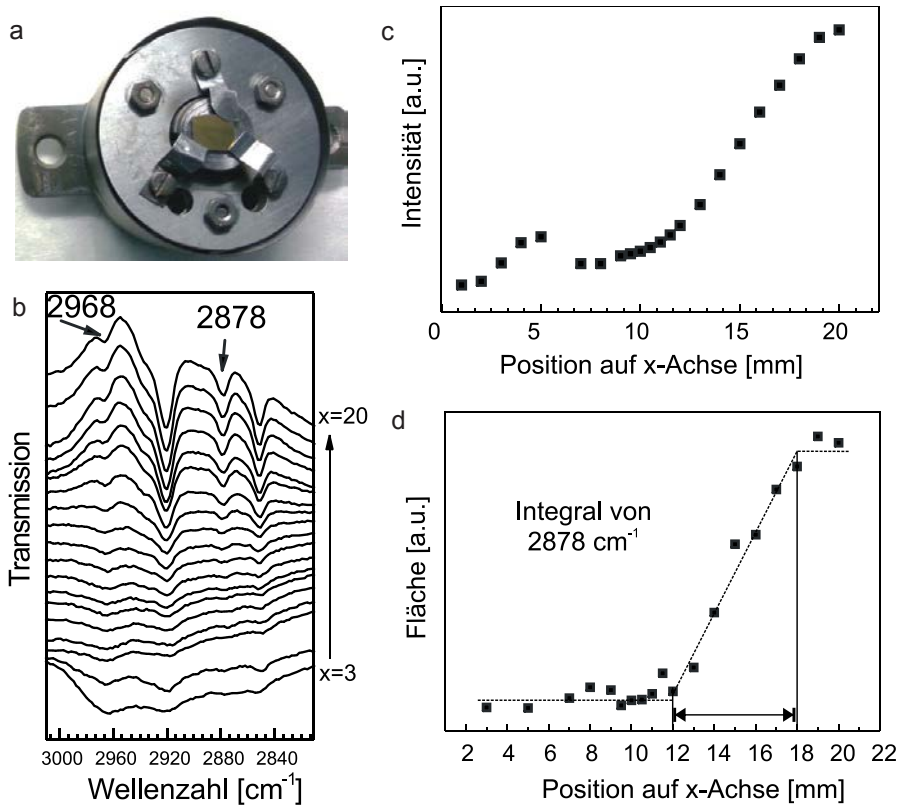 a
b
2968
2878
x=20
x=3
Transmission
3000 2960 2920 2880 2840
Wellenzahl [cm⁻¹]
c
Intensität [a.u.]
0 5 10 15 20
Position auf x-Achse [mm]
d
Integral von
2878 cm⁻¹
Fläche [a.u.]
2 4 6 8 10 12 14 16 18 20 22
Position auf x-Achse [mm]